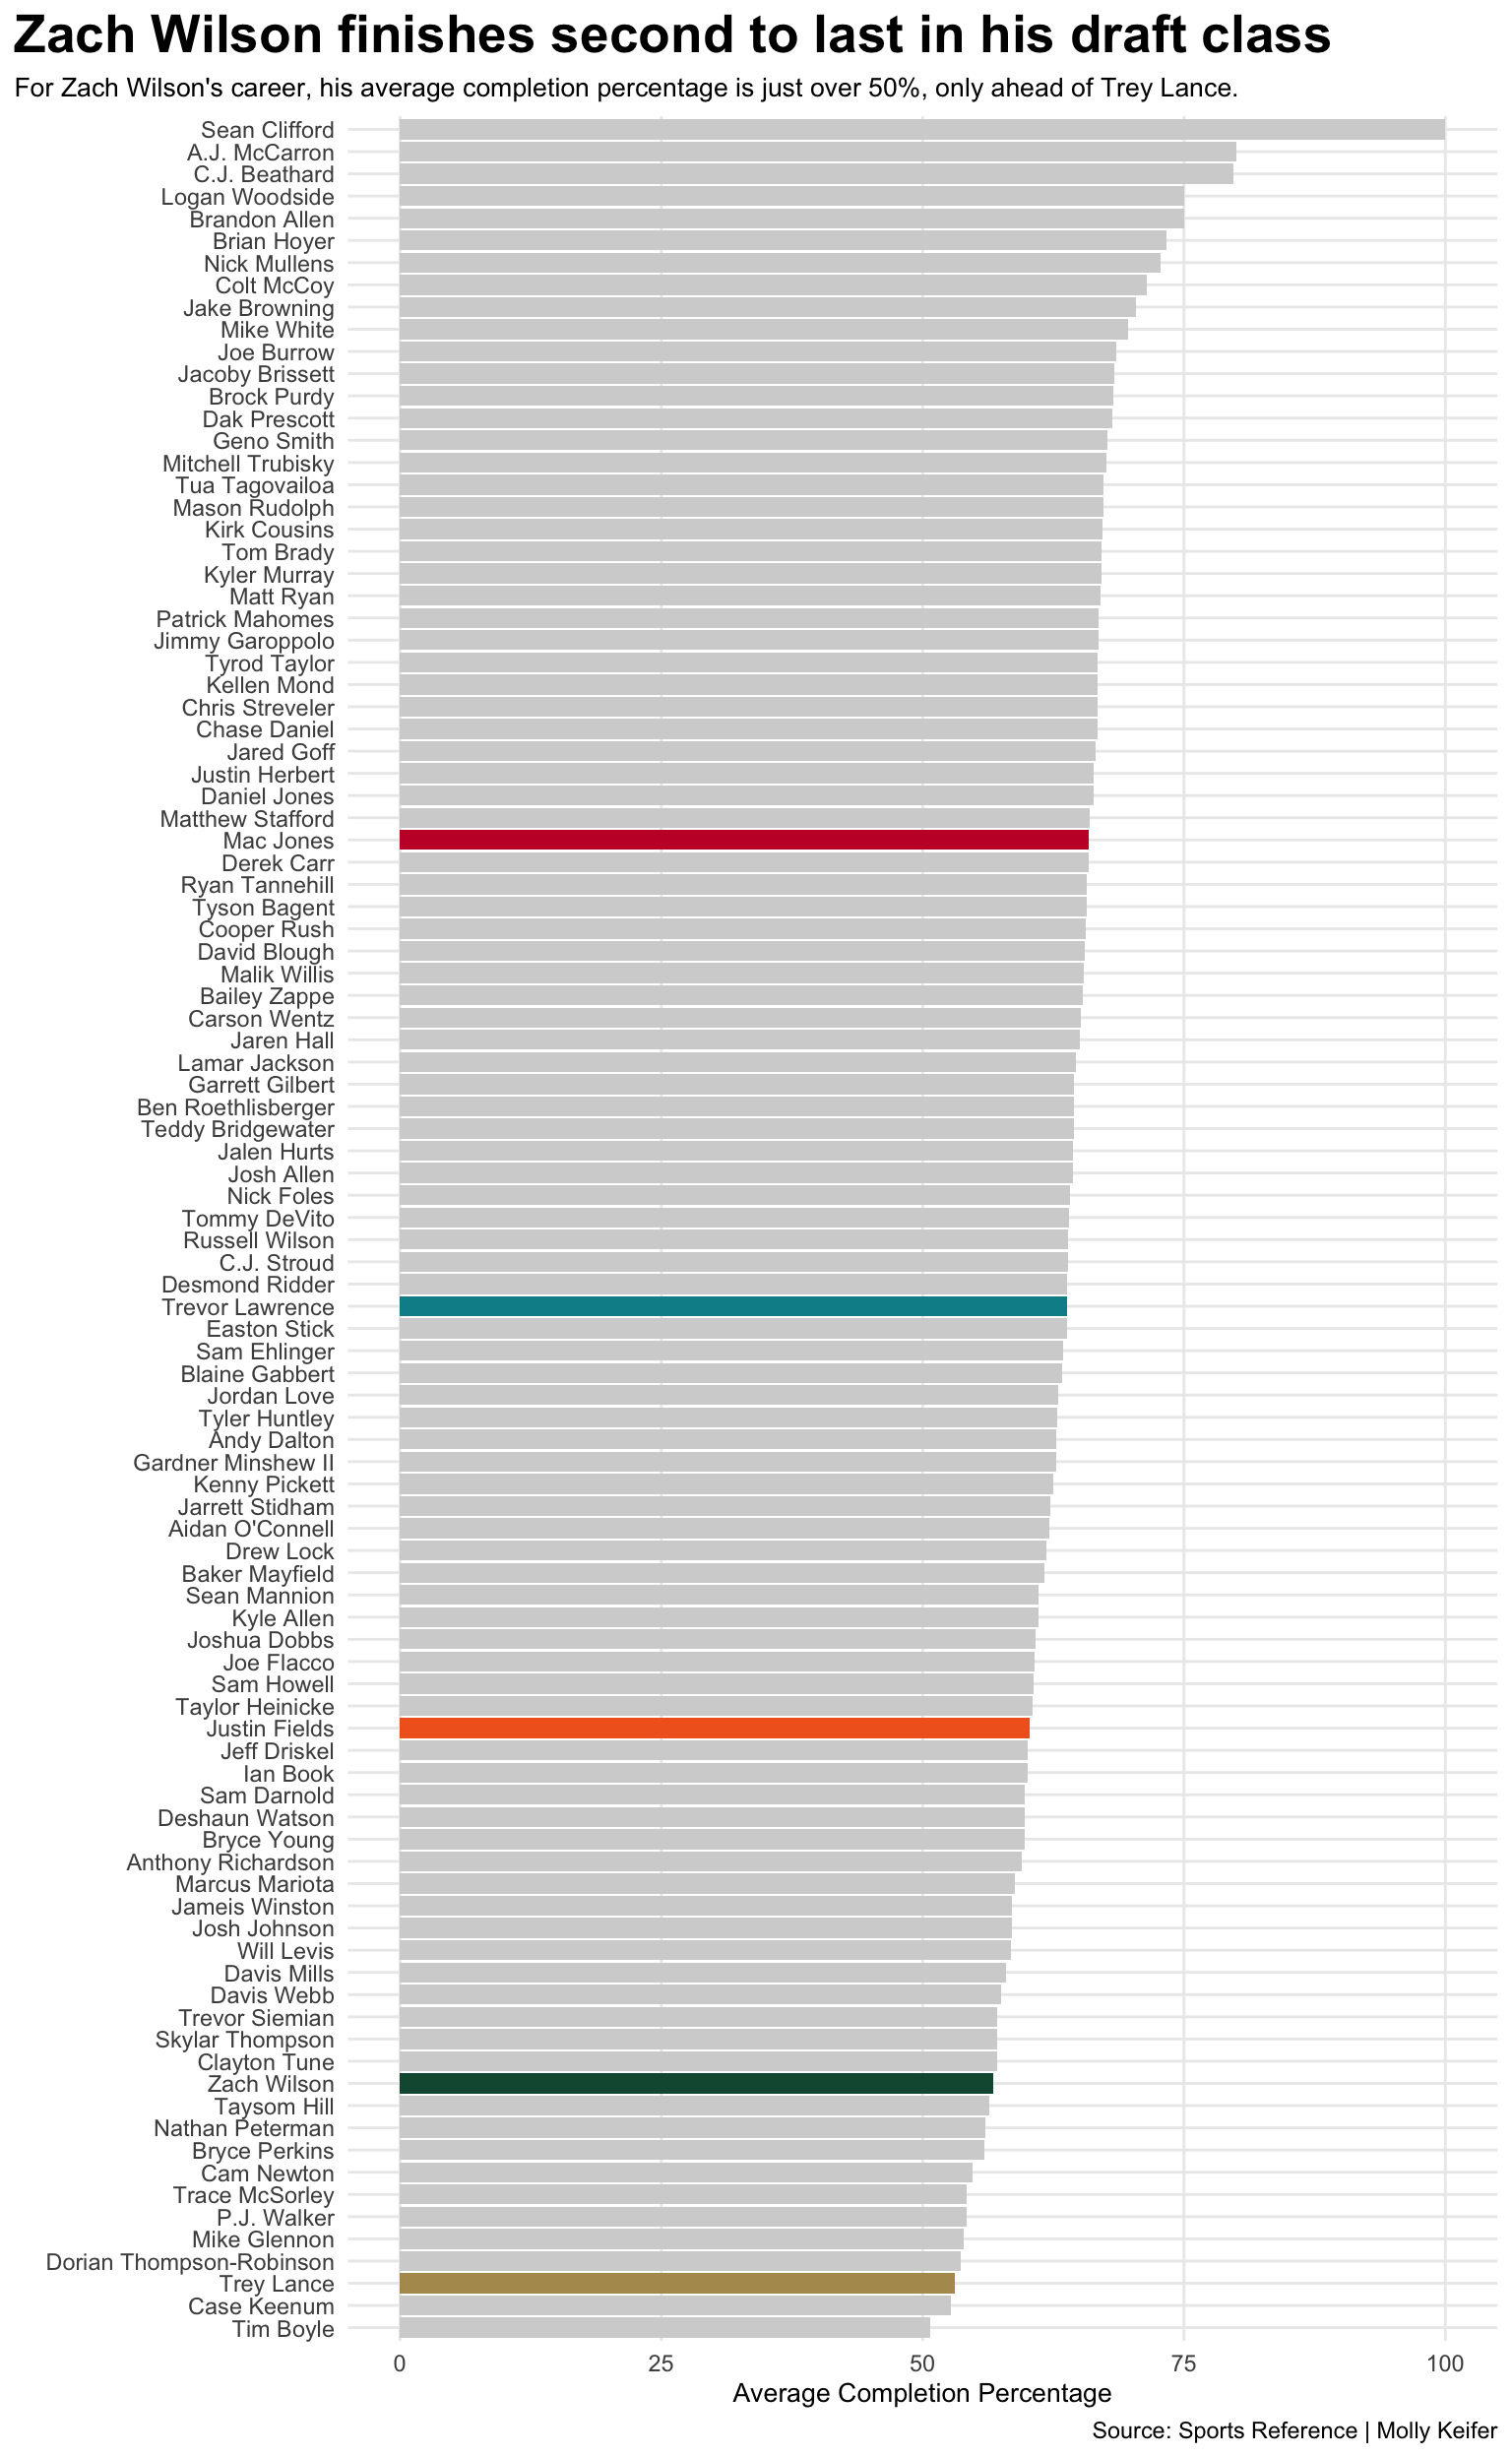 Zach Wilson finishes second to last in his draft class
For Zach Wilson's career, his average completion percentage is just over 50%, only ahead of Trey Lance.
Sean Clifford
A.J. McCarron
C.J. Beathard
Logan Woodside
Brandon Allen
Brian Hoyer
Nick Mullens
Colt McCoy
Jake Browning
Mike White
Joe Burrow
Jacoby Brissett
Brock Purdy
Dak Prescott
Geno Smith
Mitchell Trubisky
Tua Tagovailoa
Mason Rudolph
Kirk Cousins
Tom Brady
Kyler Murray
Matt Ryan
Patrick Mahomes
Jimmy Garoppolo
Tyrod Taylor
Kellen Mond
Chris Streveler
Chase Daniel
Jared Goff
Justin Herbert
Daniel Jones
Matthew Stafford
Mac Jones
Derek Carr
Ryan Tannehill
Tyson Bagent
Cooper Rush
David Blough
Malik Willis
Bailey Zappe
Carson Wentz
Jaren Hall
Lamar Jackson
Garrett Gilbert
Ben Roethlisberger
Teddy Bridgewater
Jalen Hurts
Josh Allen
Nick Foles
Tommy DeVito
Russell Wilson
C.J. Stroud
Desmond Ridder
Trevor Lawrence
Easton Stick
Sam Ehlinger
Blaine Gabbert
Jordan Love
Tyler Huntley
Andy Dalton
Gardner Minshew II
Kenny Pickett
Jarrett Stidham
Aidan O'Connell
Drew Lock
Baker Mayfield
Sean Mannion
Kyle Allen
Joshua Dobbs
Joe Flacco
Sam Howell
Taylor Heinicke
Justin Fields
Jeff Driskel
Ian Book
Sam Darnold
Deshaun Watson
Bryce Young
Anthony Richardson
Marcus Mariota
Jameis Winston
Josh Johnson
Will Levis
Davis Mills
Davis Webb
Trevor Siemian
Skylar Thompson
Clayton Tune
Zach Wilson
Taysom Hill
Nathan Peterman
Bryce Perkins
Cam Newton
Trace McSorley
P.J. Walker
Mike Glennon
Dorian Thompson-Robinson
Trey Lance
Case Keenum
Tim Boyle
0 25 50 75 100
Average Completion Percentage
Source: Sports Reference | Molly Keifer